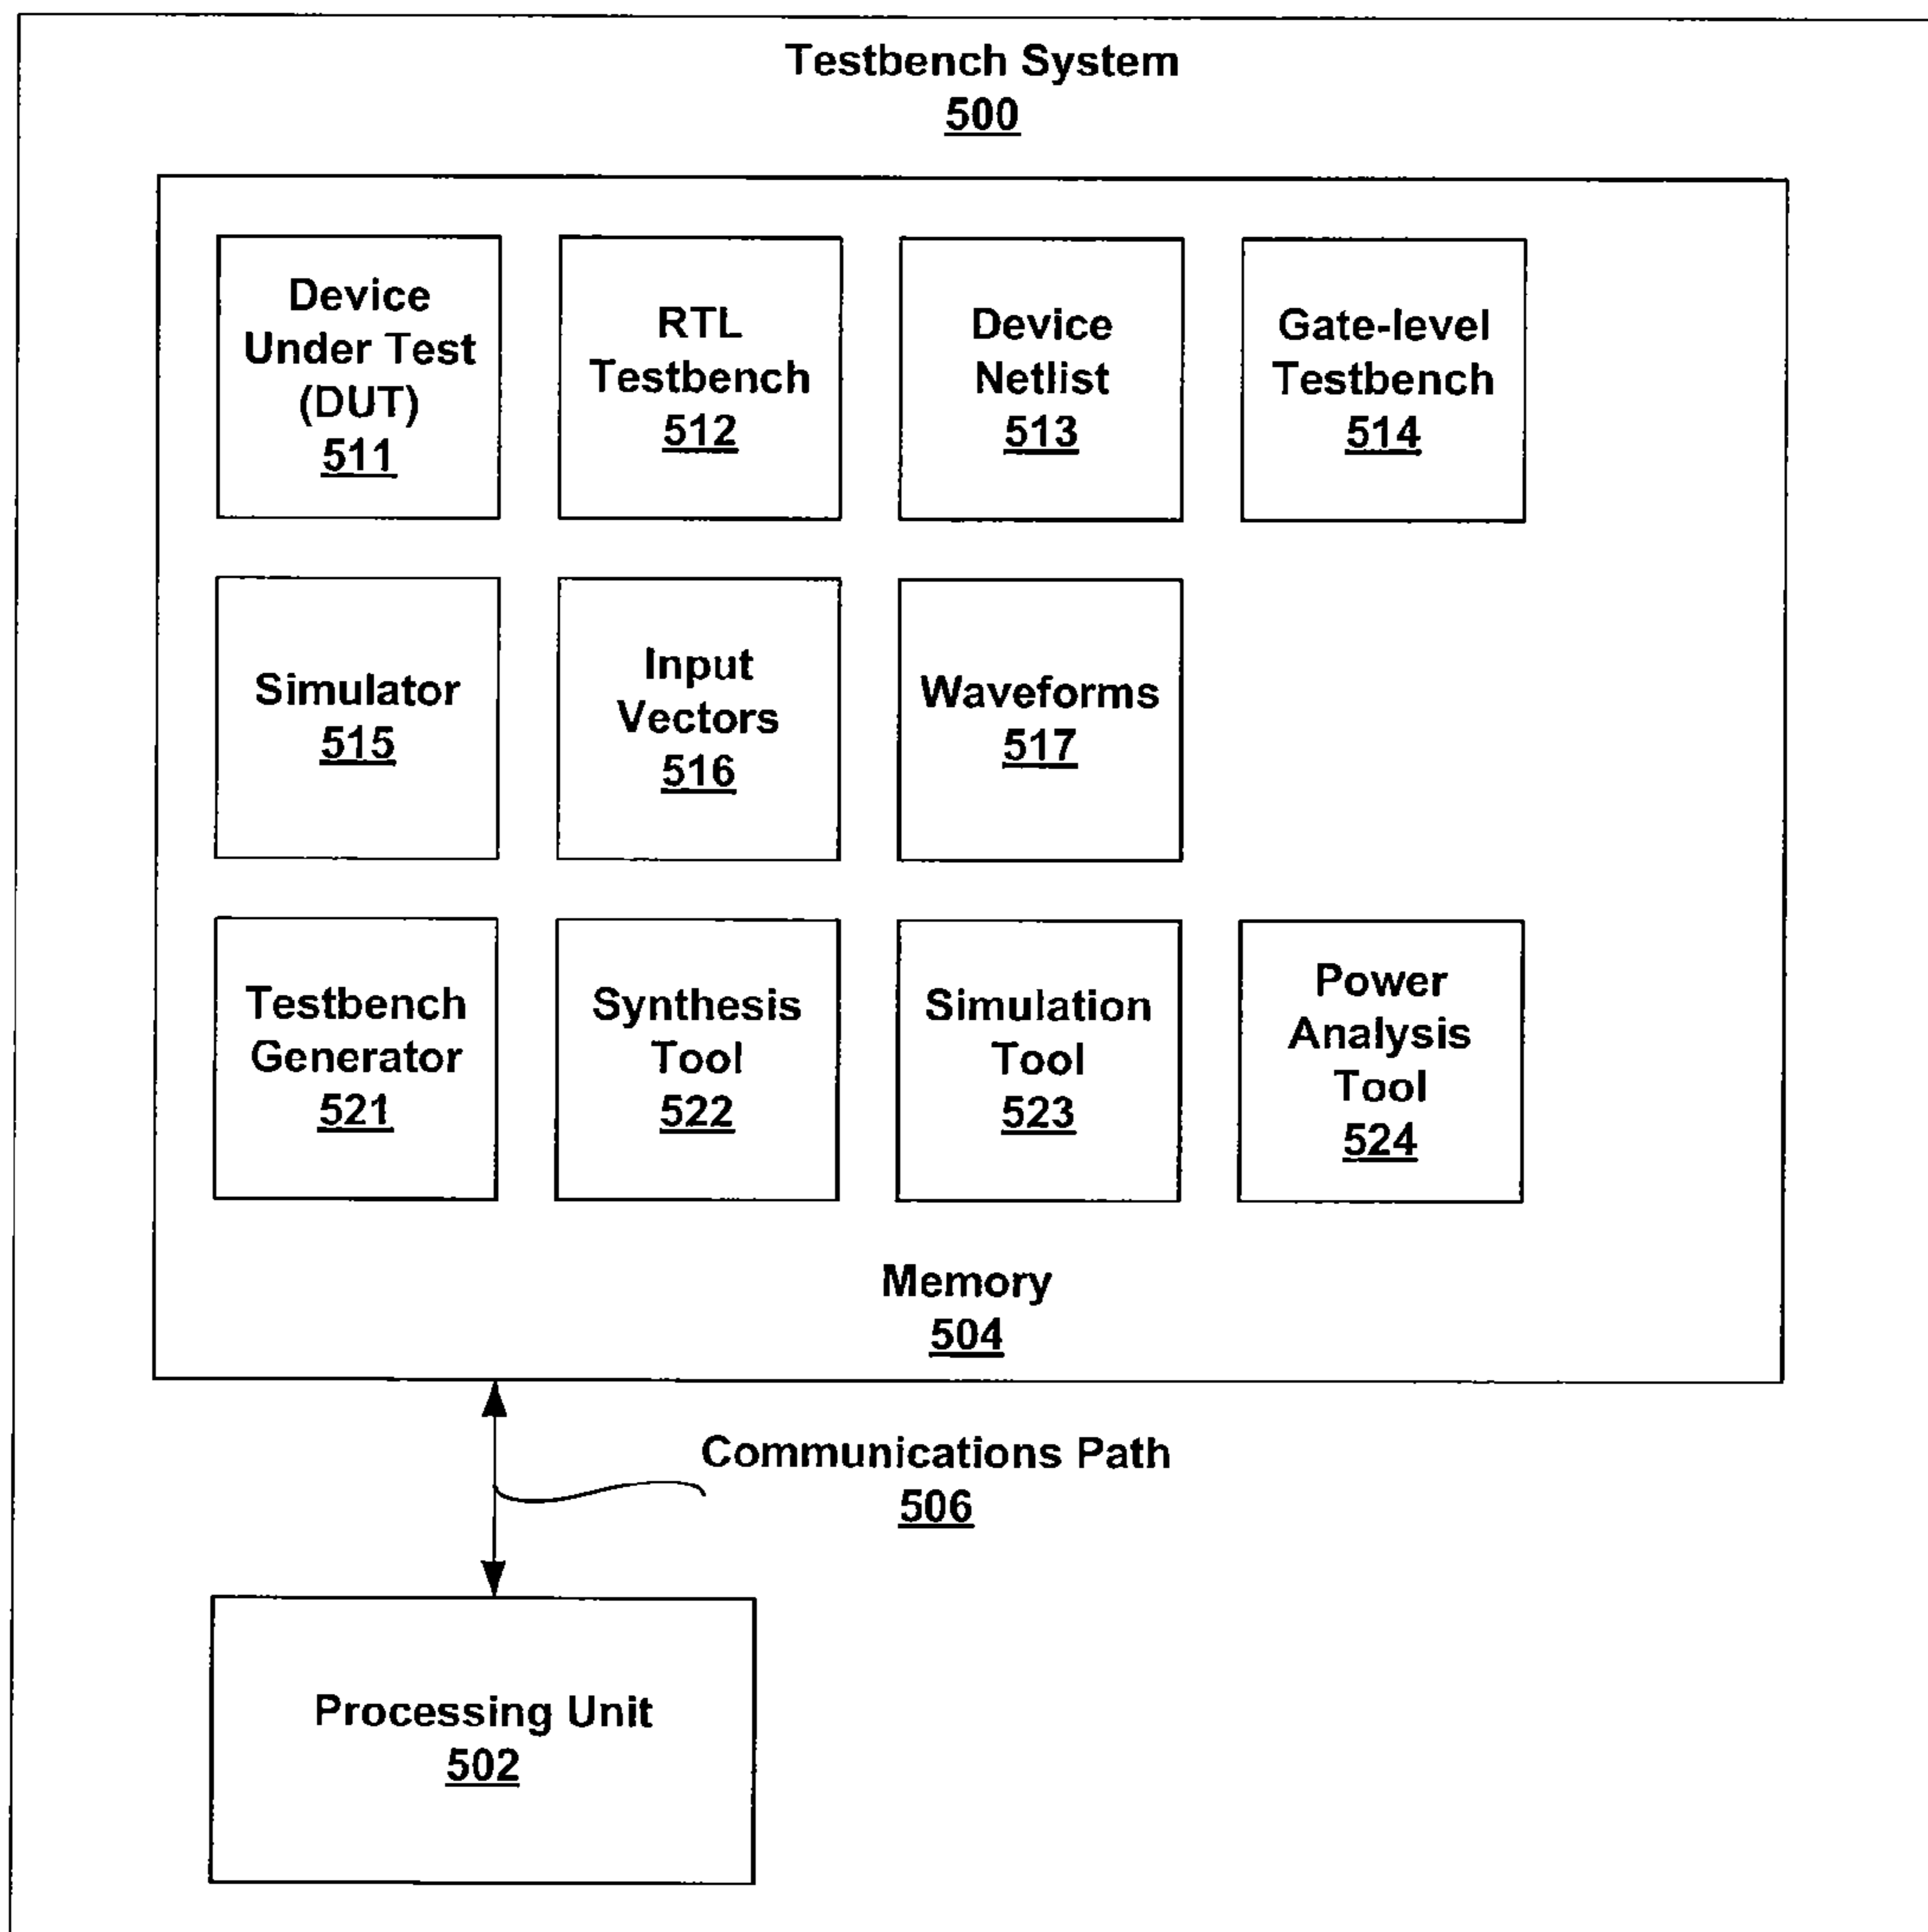 Testbench System
500
Device
Under Test
(DUT)
511
RTL
Testbench
512
Device
Netlist
513
Gate-level
Testbench
514
Simulator
515
Input
Vectors
516
Waveforms
517
Testbench
Generator
521
Synthesis
Tool
522
Simulation
Tool
523
Power
Analysis
Tool
524
Memory
504
Communications Path
506
Processing Unit
502